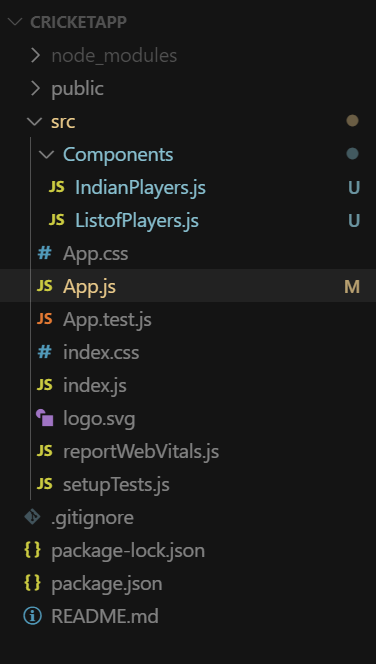 CRICKETAPP
node_modules
public
src
Components
JS IndianPlayers.js U
JS ListofPlayers.js U
# App.css
JS App.js M
JS App.test.js
# index.css
JS index.js
logo.svg
JS reportWebVitals.js
JS setupTests.js
.gitignore
{} package-lock.json
{} package.json
README.md